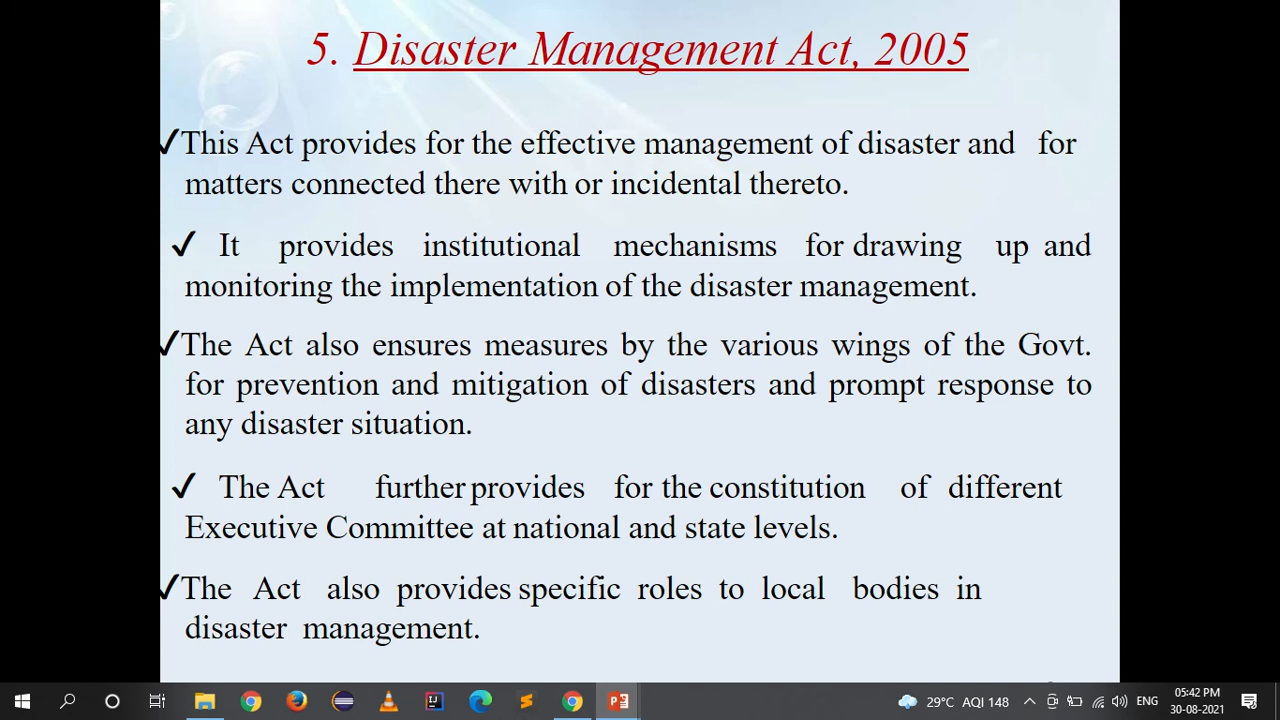 5. Disaster Management Act, 2005
✓This Act provides for the effective management of disaster and for
matters connected there with or incidental thereto.
✓ It provides institutional mechanisms for drawing up and
monitoring the implementation of the disaster management.
✓The Act also ensures measures by the various wings of the Govt.
for prevention and mitigation of disasters and prompt response to
any disaster situation.
✓ The Act further provides for the constitution of different
Executive Committee at national and state levels.
✓The Act also provides specific roles to local bodies in
disaster management.
29°C AQI 148 ENG 05:42 PM
30-08-2021